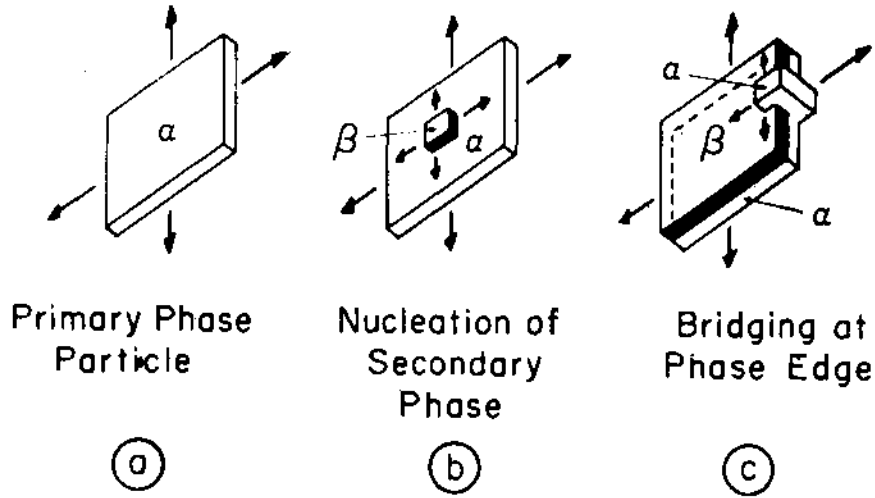 α
β
α
α
β
α
Primary Phase
Particle
Nucleation of
Secondary
Phase
Bridging at
Phase Edge
a
b
c